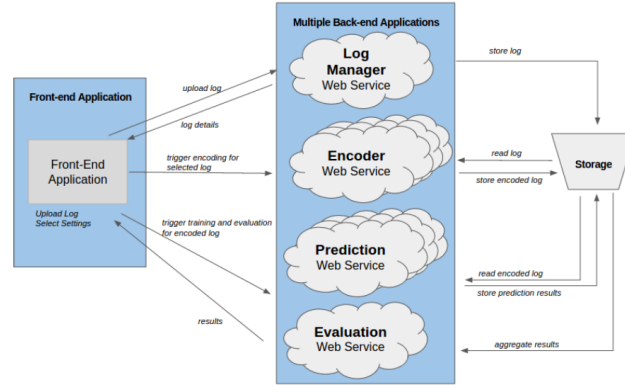 Multiple Back-end Applications
Log
Manager
Web Service
store log
Front-end Application
upload log
log details
Front-End
Application
trigger encoding for
selected log
Encoder
Web Service
read log
store encoded log
Storage
Upload Log
Select Settings
trigger training and evaluation
for encoded log
Prediction
Web Service
read encoded log
store prediction results
results
Evaluation
Web Service
aggregate results